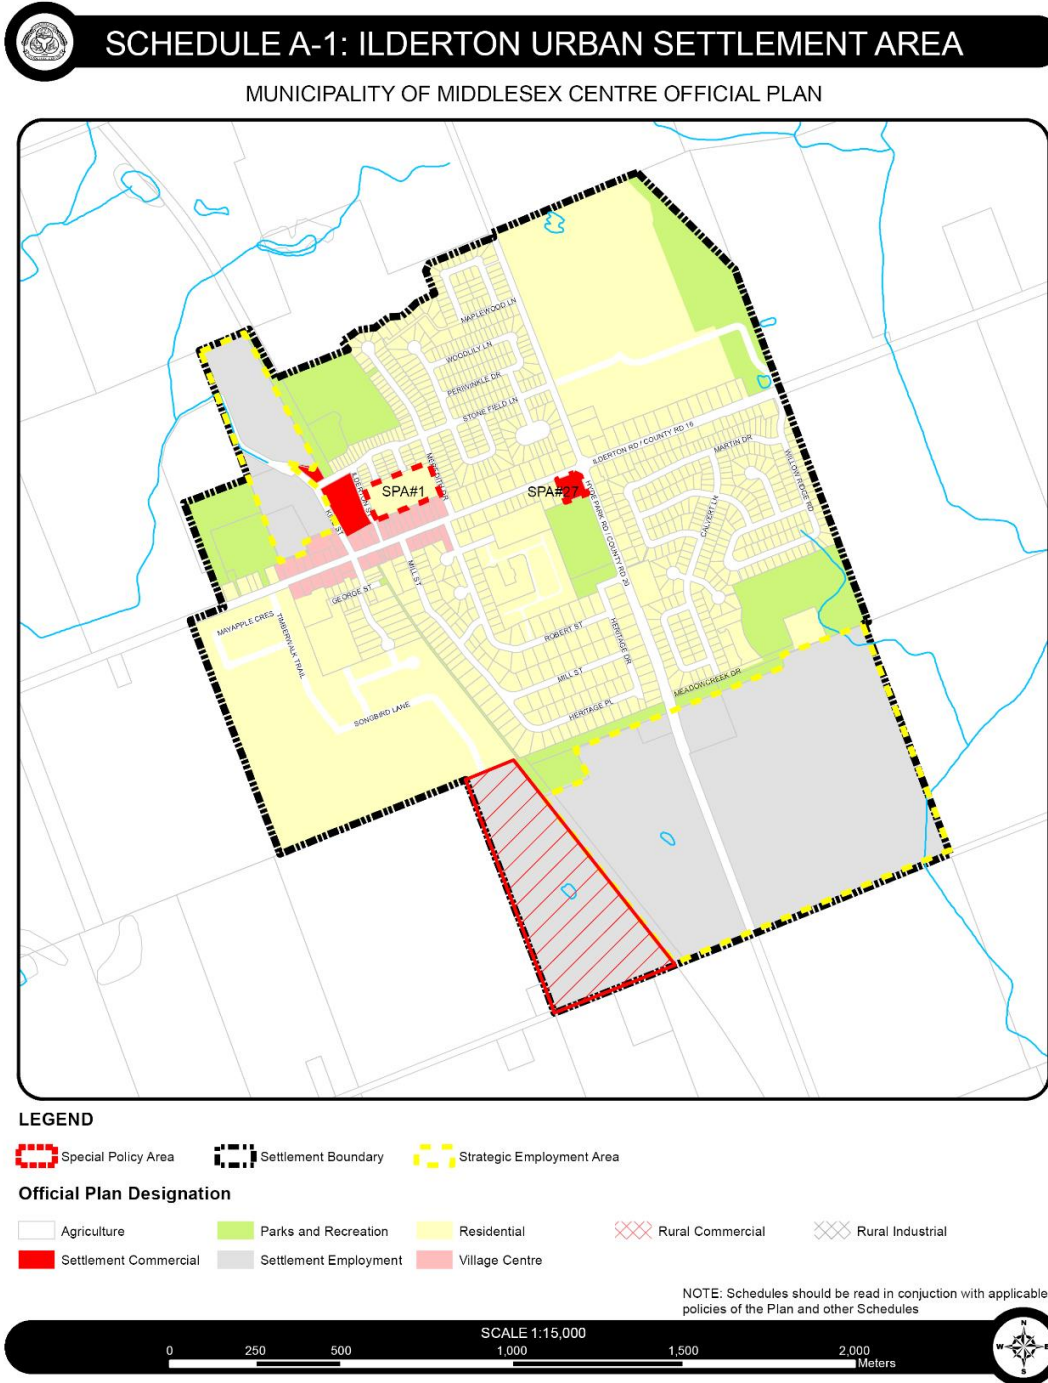 SCHEDULE A-1: ILDERTON URBAN SETTLEMENT AREA
MUNICIPALITY OF MIDDLESEX CENTRE OFFICIAL PLAN
MAPLEWOOD LN
WOODLILY LN
PERIWINKLE DR
STONE FIELD LN
ILDERTON RD / COUNTY RD 16
MARTIN DR
WILLOW RIDGE RD
MEREDITH DR
SPA#1
SPA#27
HYDE PARK RD / COUNTY RD 20
CALVERT LN
MILL ST
GEORGE ST
MAYAPPLE CRES
TIMBERWALK TRAIL
ROBERT ST
HERITAGE DR
MILL ST
MEADOWCREEK DR
HERITAGE PL
SONGBIRD LANE
LEGEND
Special Policy Area
Settlement Boundary
Strategic Employment Area
Official Plan Designation
Agriculture
Parks and Recreation
Residential
Rural Commercial
Rural Industrial
Settlement Commercial
Settlement Employment
Village Centre
NOTE: Schedules should be read in conjuction with applicable
policies of the Plan and other Schedules
SCALE 1:15,000
0 250 500 1,000 1,500 2,000
Meters
N
W E
S